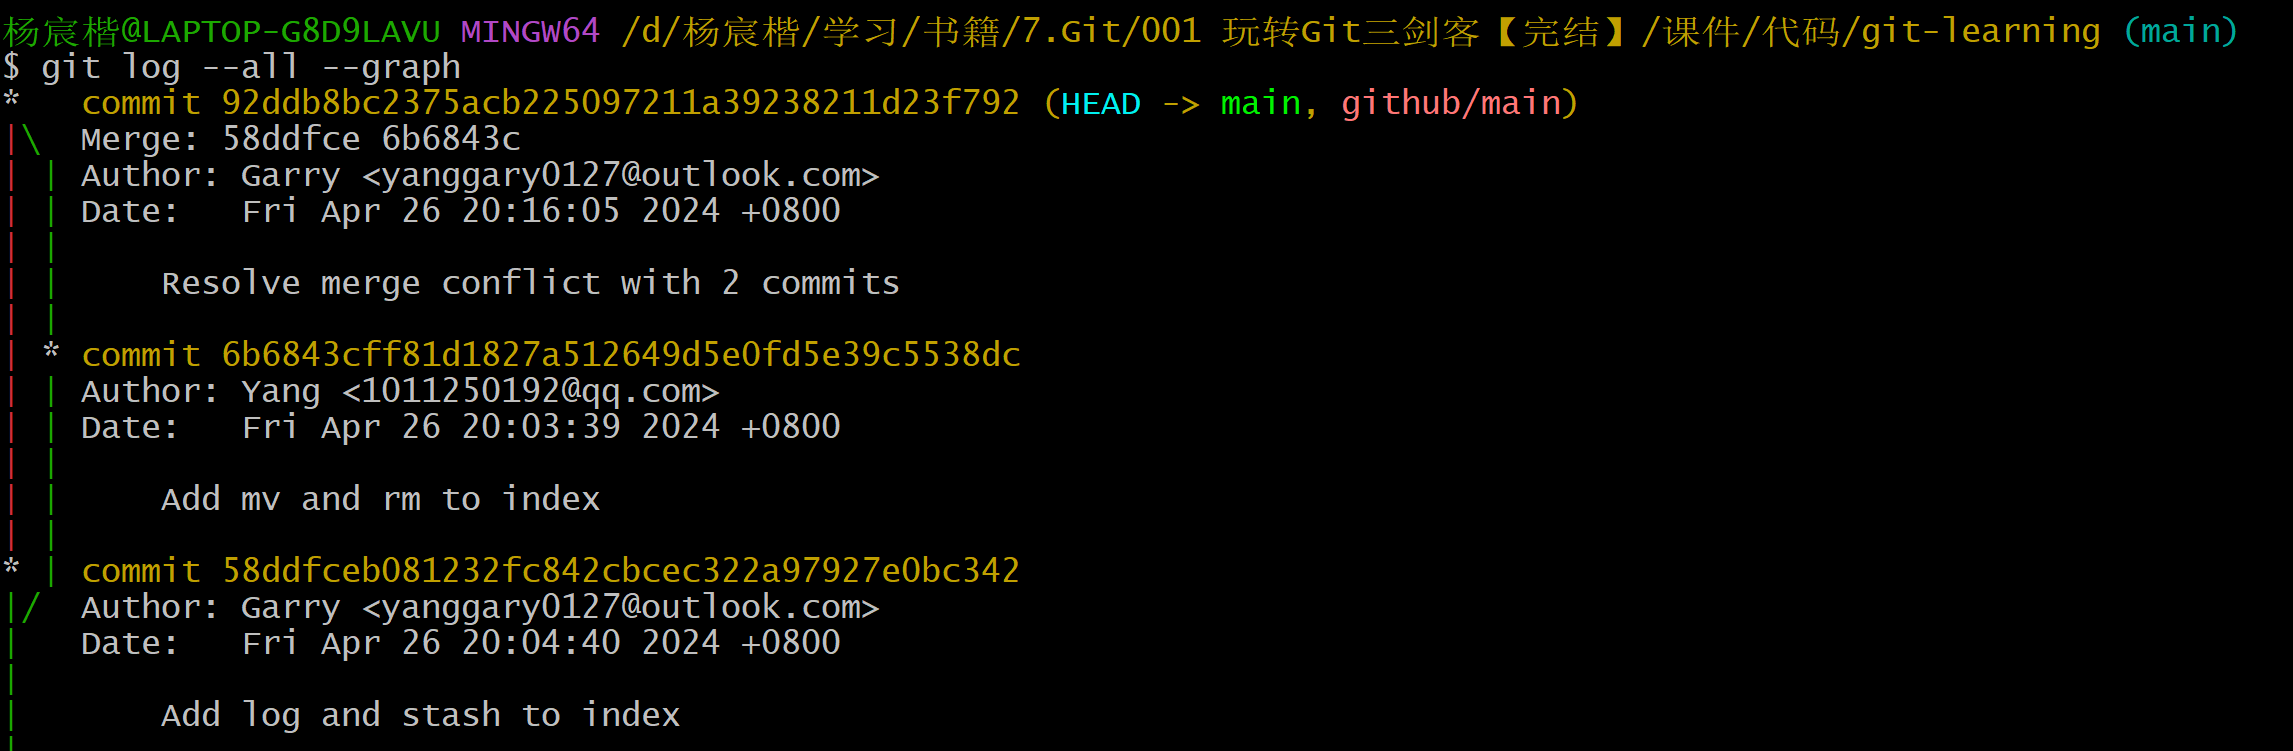 杨宸楷@LAPTOP-G8D9LAVU MINGW64 /d/杨宸楷/学习/书籍/7.Git/001 玩转Git三剑客【完结】/课件/代码/git-learning (main)
$ git log --all --graph
*   commit 92ddb8bc2375acb225097211a39238211d23f792 (HEAD -> main, github/main)
|\  Merge: 58ddfce 6b6843c
| | Author: Garry <yanggary0127@outlook.com>
| | Date:   Fri Apr 26 20:16:05 2024 +0800
| |
| |     Resolve merge conflict with 2 commits
| |
| * commit 6b6843cff81d1827a512649d5e0fd5e39c5538dc
| | Author: Yang <1011250192@qq.com>
| | Date:   Fri Apr 26 20:03:39 2024 +0800
| |
| |     Add mv and rm to index
| |
* | commit 58ddfceb081232fc842cbcec322a97927e0bc342
|/  Author: Garry <yanggary0127@outlook.com>
|   Date:   Fri Apr 26 20:04:40 2024 +0800
|
|       Add log and stash to index
|